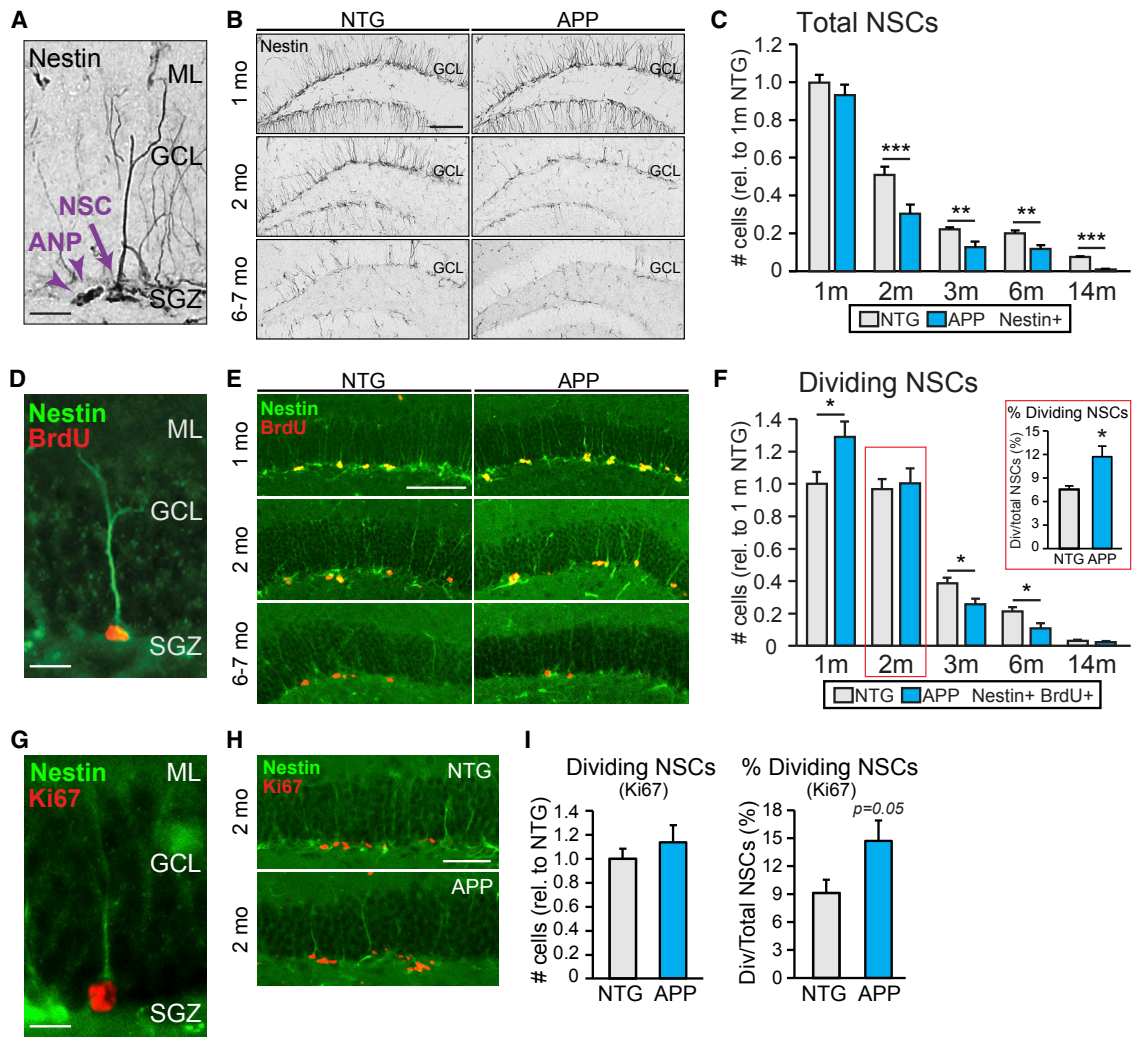 A
Nestin
ML
GCL
NSC
ANP
SGZ
B
NTG
APP
Nestin
1 mo
GCL
GCL
2 mo
GCL
GCL
6-7 mo
GCL
GCL
C
Total NSCs
# cells (rel. to 1m NTG)
1.2
1.0
0.8
0.6
0.4
0.2
0
***
**
**
***
1m
2m
3m
6m
14m
NTG APP Nestin+
D
Nestin
BrdU
ML
GCL
SGZ
E
NTG
APP
Nestin
BrdU
1 mo
2 mo
6-7 mo
F
Dividing NSCs
# cells (rel. to 1 m NTG)
1.4
1.2
1.0
0.8
0.6
0.4
0.2
0
*
*
*
1m
2m
3m
6m
14m
NTG APP Nestin+ BrdU+
% Dividing NSCs
Div/total NSCs (%)
15
12
9
6
3
0
*
NTG APP
G
Nestin
Ki67
ML
GCL
SGZ
H
Nestin
Ki67
NTG
2 mo
APP
2 mo
I
Dividing NSCs
(Ki67)
# cells (rel. to NTG)
1.4
1.2
1.0
0.8
0.6
0.4
0.2
0
NTG APP
% Dividing NSCs
(Ki67)
p=0.05
Div/Total NSCs (%)
18
15
12
9
6
3
0
NTG APP